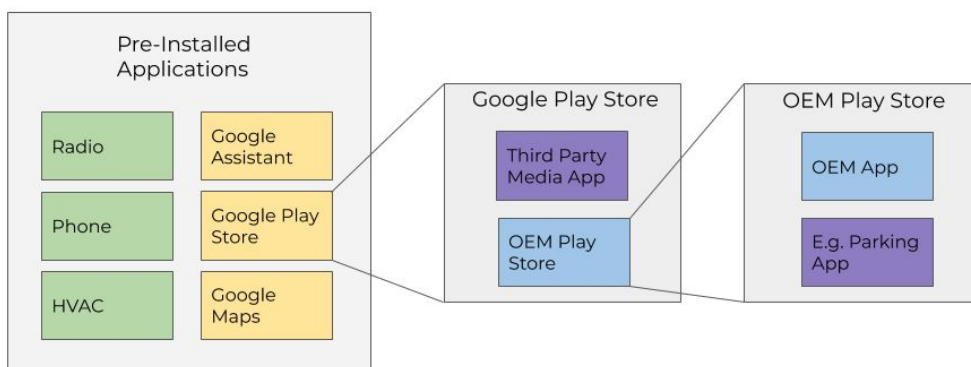 Pre-Installed
Applications
Radio
Google
Assistant
Phone
Google Play
Store
HVAC
Google
Maps
Google Play Store
Third Party
Media App
OEM Play
Store
OEM Play Store
OEM App
E.g. Parking
App